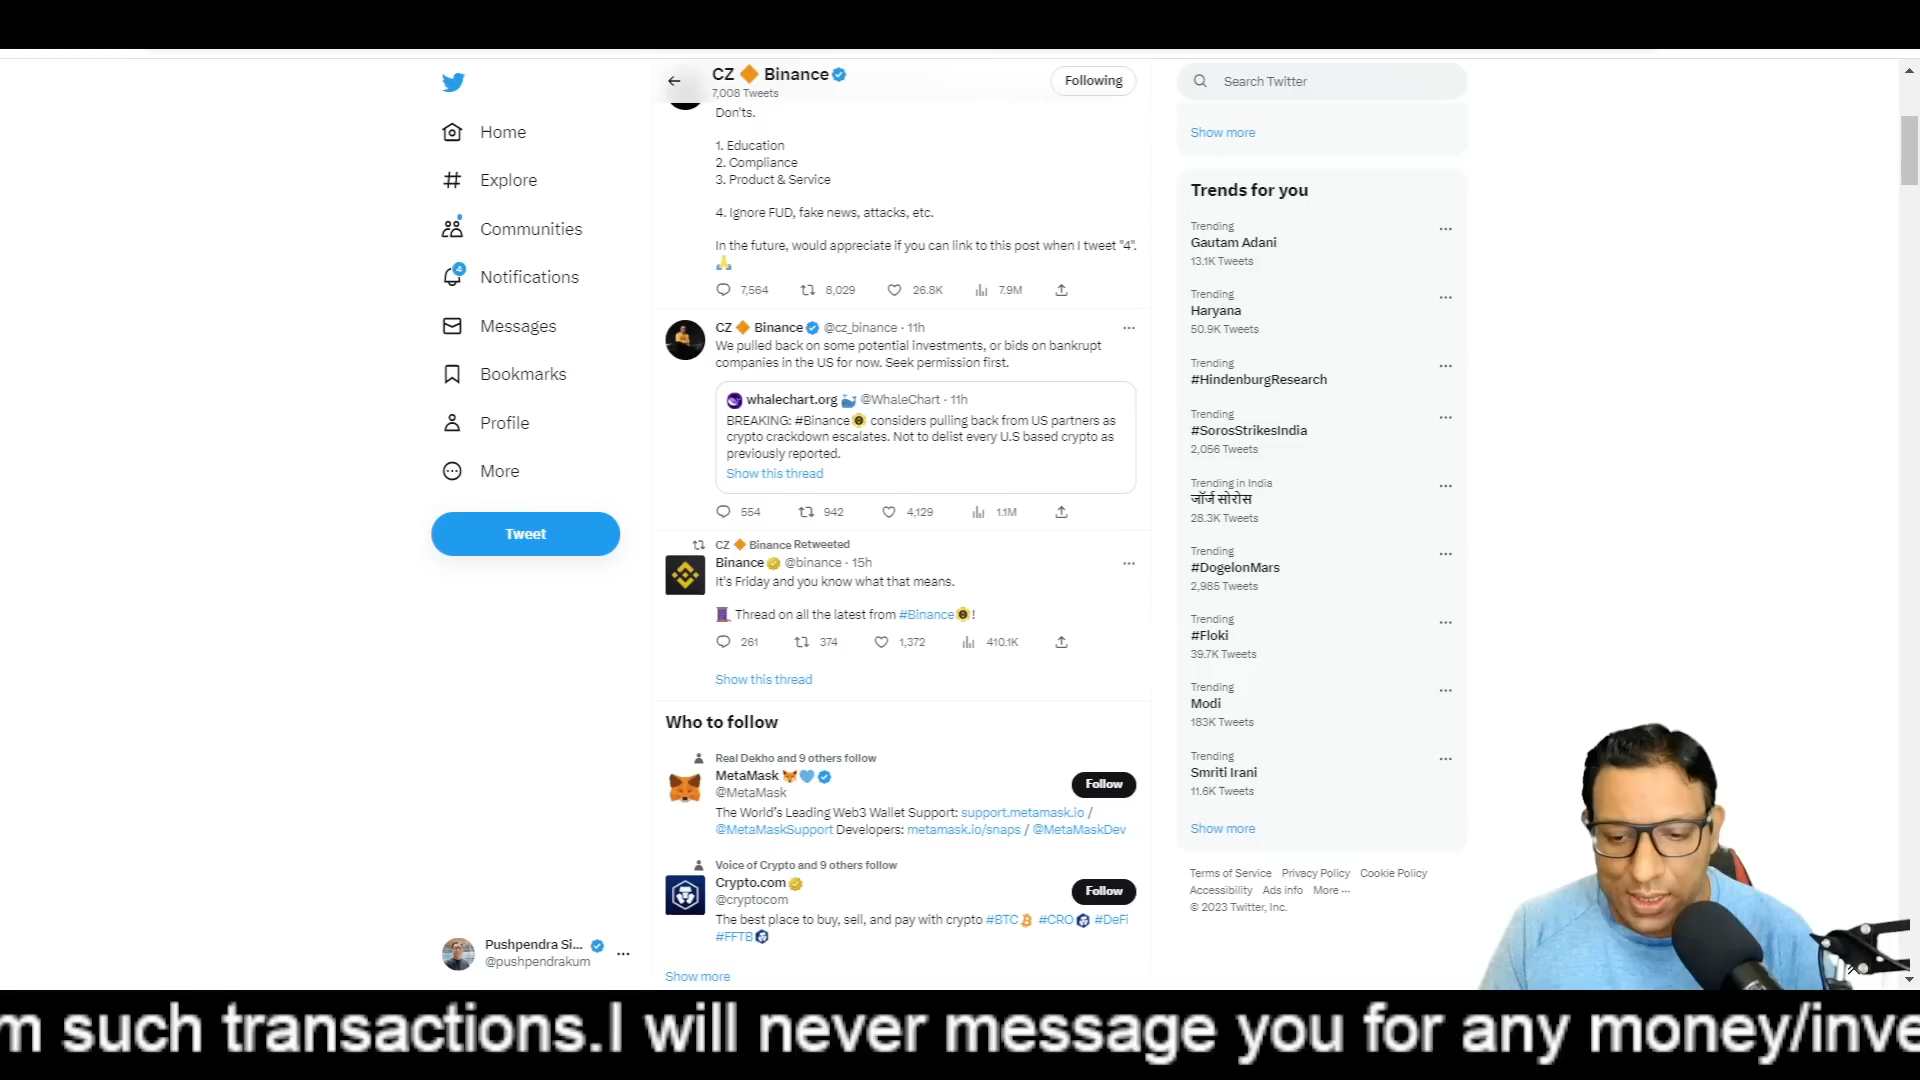 CZ 🔶 Binance
7,008 Tweets
Following
Search Twitter
Home
Explore
Communities
4
Notifications
Messages
Bookmarks
Profile
More
Tweet
Pushpendra Si...
@pushpendrakum
Don'ts.
1. Education
2. Compliance
3. Product & Service
4. Ignore FUD, fake news, attacks, etc.
In the future, would appreciate if you can link to this post when I tweet "4".
🙏
7,564 8,029 26.8K 7.9M
CZ 🔶 Binance @cz_binance · 11h
We pulled back on some potential investments, or bids on bankrupt
companies in the US for now. Seek permission first.
whalechart.org 🐳 @WhaleChart · 11h
BREAKING: #Binance considers pulling back from US partners as
crypto crackdown escalates. Not to delist every U.S based crypto as
previously reported.
Show this thread
554 942 4,129 1.1M
CZ 🔶 Binance Retweeted
Binance @binance · 15h
It's Friday and you know what that means.
🧵 Thread on all the latest from #Binance!
261 374 1,372 410.1K
Show this thread
Who to follow
Real Dekho and 9 others follow
MetaMask 🦊💙
@MetaMask
Follow
The World's Leading Web3 Wallet Support: support.metamask.io /
@MetaMaskSupport Developers: metamask.io/snaps / @MetaMaskDev
Voice of Crypto and 9 others follow
Crypto.com
@cryptocom
Follow
The best place to buy, sell, and pay with crypto #BTC #CRO #DeFi
#FFTB
Show more
Show more
Trends for you
Trending
Gautam Adani
13.1K Tweets
Trending
Haryana
50.9K Tweets
Trending
#HindenburgResearch
Trending
#SorosStrikesIndia
2,056 Tweets
Trending in India
जॉर्ज सोरोस
28.3K Tweets
Trending
#DogelonMars
2,985 Tweets
Trending
#Floki
39.7K Tweets
Trending
Modi
183K Tweets
Trending
Smriti Irani
11.6K Tweets
Show more
Terms of Service Privacy Policy Cookie Policy
Accessibility Ads info More ...
© 2023 Twitter, Inc.
m such transactions.I will never message you for any money/inve